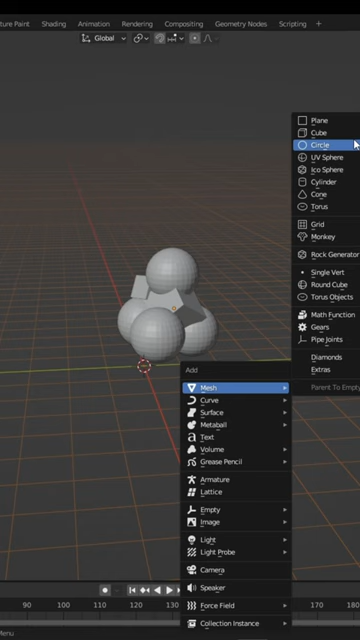 ture Paint Shading Animation Rendering Compositing Geometry Nodes Scripting +
Global
Plane
Cube
Circle
UV Sphere
Ico Sphere
Cylinder
Cone
Torus
Grid
Monkey
Rock Generator
Single Vert
Round Cube
Torus Objects
Math Function
Gears
Pipe Joints
Diamonds
Extras
Parent To Empty
Add
Mesh
Curve
Surface
Metaball
Text
Volume
Grease Pencil
Armature
Lattice
Empty
Image
Light
Light Probe
Camera
Speaker
Force Field
Collection Instance
90 100 110 120 130 170 180
Menu